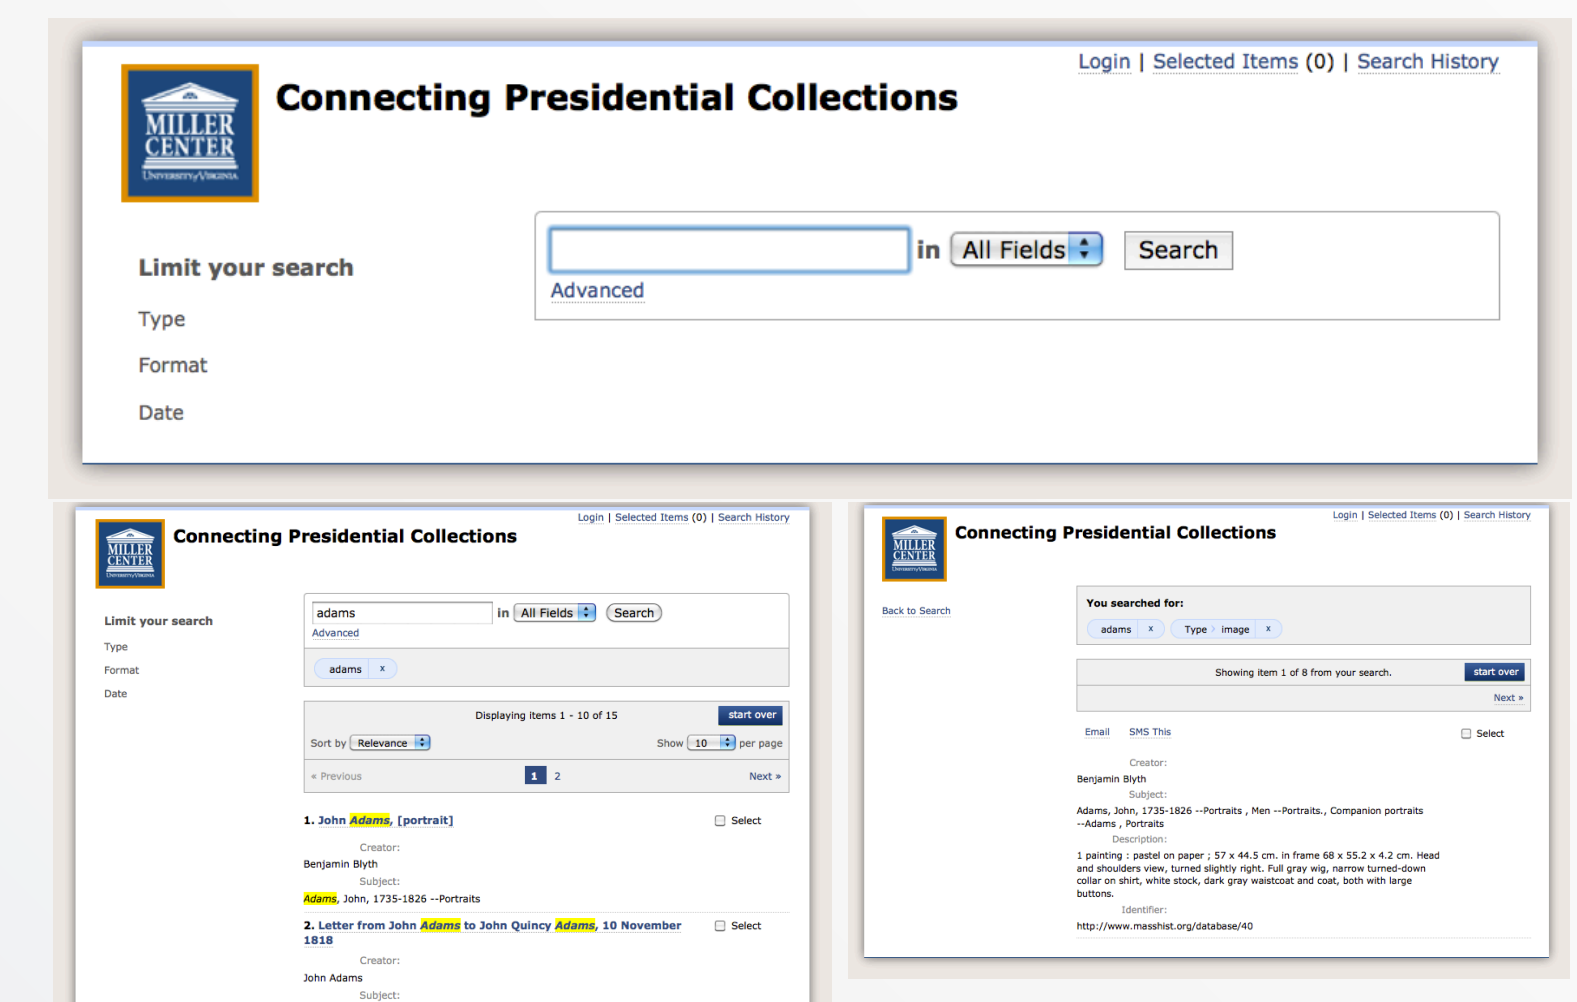 Login | Selected Items (0) | Search History
MILLER
CENTER
UNIVERSITY of VIRGINIA
Connecting Presidential Collections
in All Fields Search
Advanced
Limit your search
Type
Format
Date
Login | Selected Items (0) | Search History
MILLER
CENTER
UNIVERSITY of VIRGINIA
Connecting Presidential Collections
adams in All Fields Search
Advanced
adams x
Limit your search
Type
Format
Date
Displaying items 1 - 10 of 15 start over
Sort by Relevance Show 10 per page
« Previous 1 2 Next »
1. John Adams, [portrait] Select
Creator:
Benjamin Blyth
Subject:
Adams, John, 1735-1826 --Portraits
2. Letter from John Adams to John Quincy Adams, 10 November Select
1818
Creator:
John Adams
Subject:
Login | Selected Items (0) | Search History
MILLER
CENTER
UNIVERSITY of VIRGINIA
Connecting Presidential Collections
Back to Search
You searched for:
adams x Type > image x
Showing item 1 of 8 from your search. start over
Next »
Email SMS This Select
Creator:
Benjamin Blyth
Subject:
Adams, John, 1735-1826 --Portraits , Men --Portraits., Companion portraits
--Adams , Portraits
Description:
1 painting : pastel on paper ; 57 x 44.5 cm. in frame 68 x 55.2 x 4.2 cm. Head
and shoulders view, turned slightly right. Full gray wig, narrow turned-down
collar on shirt, white stock, dark gray waistcoat and coat, both with large
buttons.
Identifier:
http://www.masshist.org/database/40